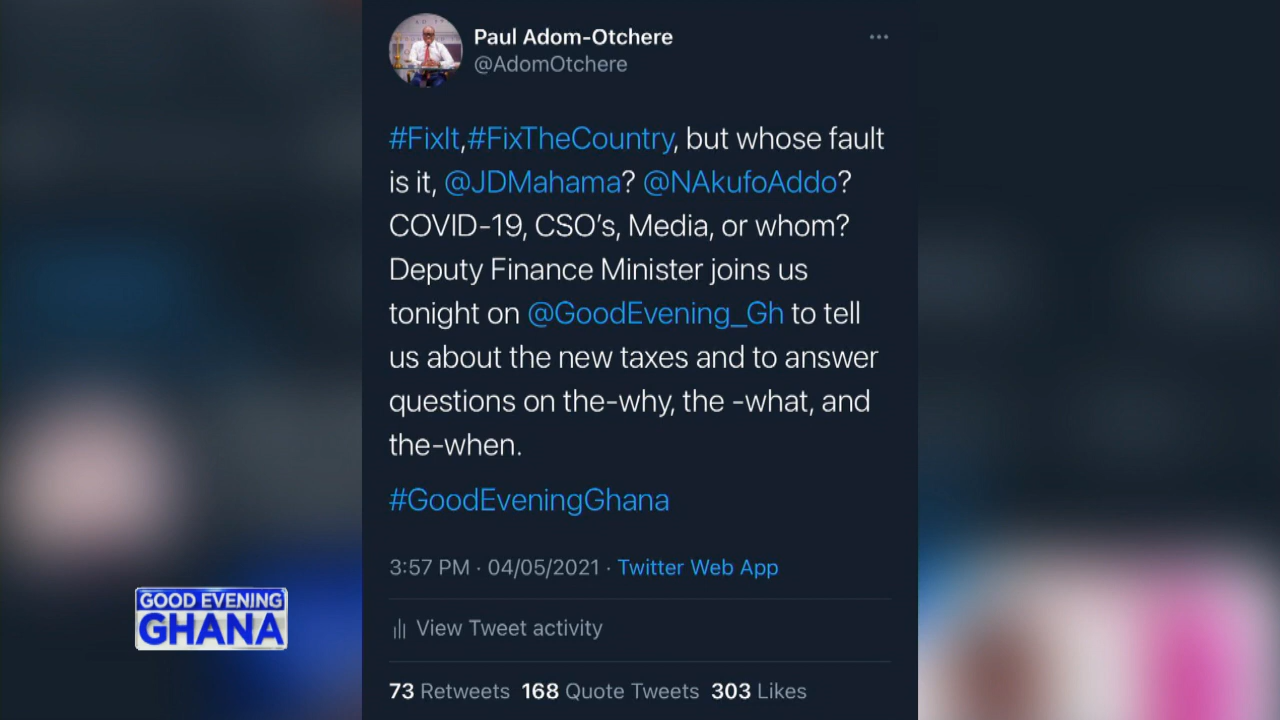 Paul Adom-Otchere
@AdomOtchere
#FixIt,#FixTheCountry, but whose fault
is it, @JDMahama? @NAkufoAddo?
COVID-19, CSO’s, Media, or whom?
Deputy Finance Minister joins us
tonight on @GoodEvening_Gh to tell
us about the new taxes and to answer
questions on the-why, the -what, and
the-when.
#GoodEveningGhana
3:57 PM · 04/05/2021 · Twitter Web App
View Tweet activity
73 Retweets 168 Quote Tweets 303 Likes
GOOD EVENING
GHANA